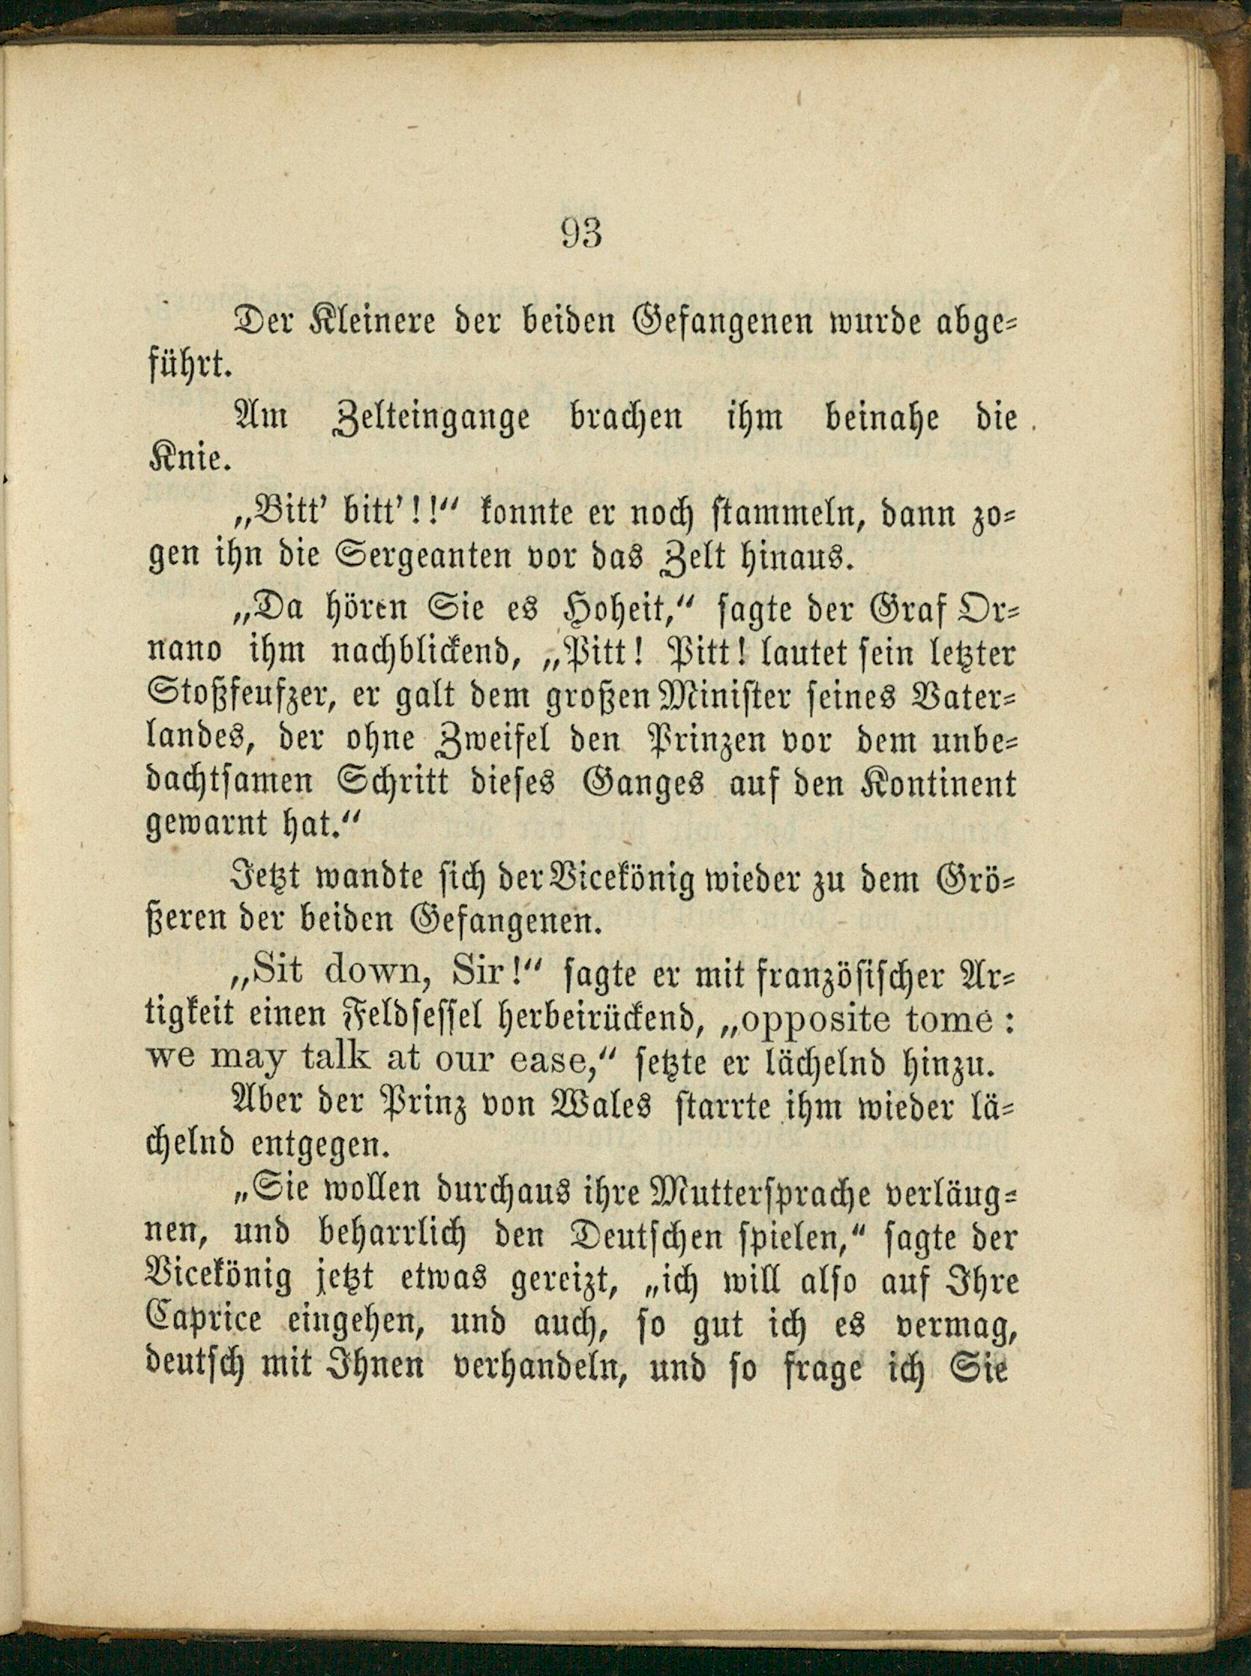 93
Der Kleinere der beiden Gefangenen wurde abge-
führt.
Am Zelteingange brachen ihm beinahe die
Knie.
„Bitt’ bitt’!!“ konnte er noch stammeln, dann zo-
gen ihn die Sergeanten vor das Zelt hinaus.
„Da hören Sie es Hoheit,“ sagte der Graf Or-
nano ihm nachblickend, „Pitt! Pitt! lautet sein letzter
Stoßseufzer, er galt dem großen Minister seines Vater-
landes, der ohne Zweifel den Prinzen vor dem unbe-
dachtsamen Schritt dieses Ganges auf den Kontinent
gewarnt hat.“
Jetzt wandte sich der Vicekönig wieder zu dem Grö-
ßeren der beiden Gefangenen.
„Sit down, Sir!“ sagte er mit französischer Ar-
tigkeit einen Feldsessel herbeirückend, „opposite tome:
we may talk at our ease,“ setzte er lächelnd hinzu.
Aber der Prinz von Wales starrte ihm wieder lä-
chelnd entgegen.
„Sie wollen durchaus ihre Muttersprache verläug-
nen, und beharrlich den Deutschen spielen,“ sagte der
Vicekönig jetzt etwas gereizt, „ich will also auf Ihre
Caprice eingehen, und auch, so gut ich es vermag,
deutsch mit Ihnen verhandeln, und so frage ich Sie